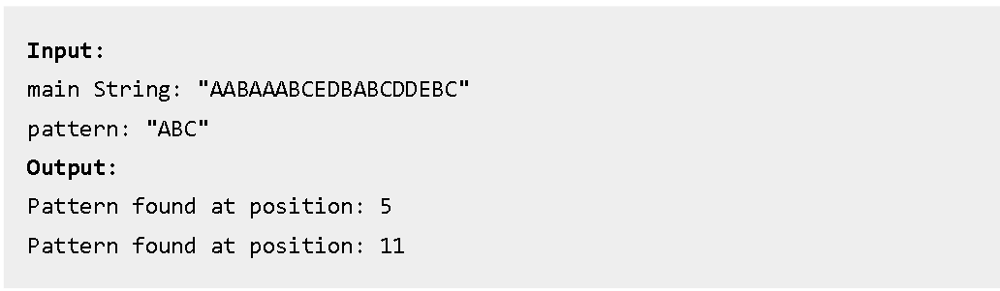 Input:
main String: "AABAAABCEDBABCDDEBC"
pattern: "ABC"
Output:
Pattern found at position: 5
Pattern found at position: 11